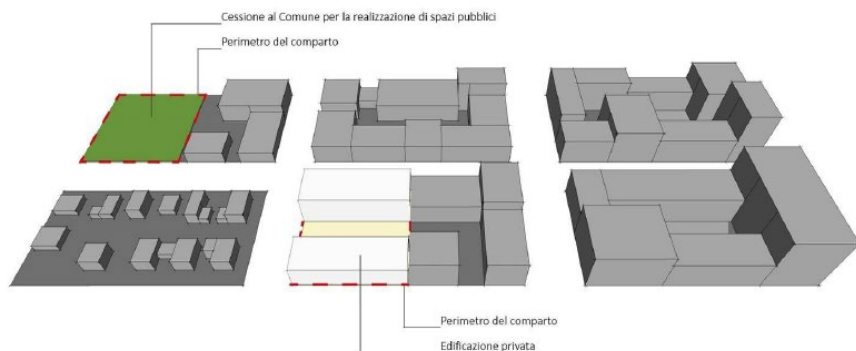 Cessione al Comune per la realizzazione di spazi pubblici
Perimetro del comparto
Perimetro del comparto
Edificazione privata